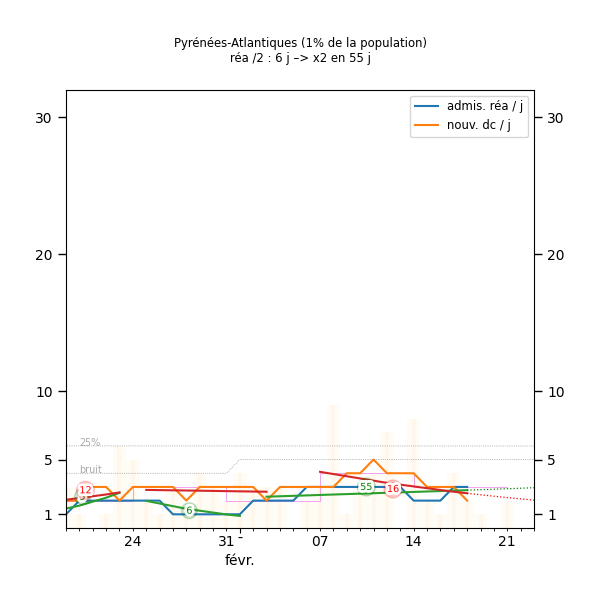 Pyrénées-Atlantiques (1% de la population)
réa /2 : 6 j –> x2 en 55 j
admis. réa / j
nouv. dc / j
30 30
20 20
10 10
25%
5 5
bruit
12 55 16
6
1 1
24 31 - 07 14 21
févr.